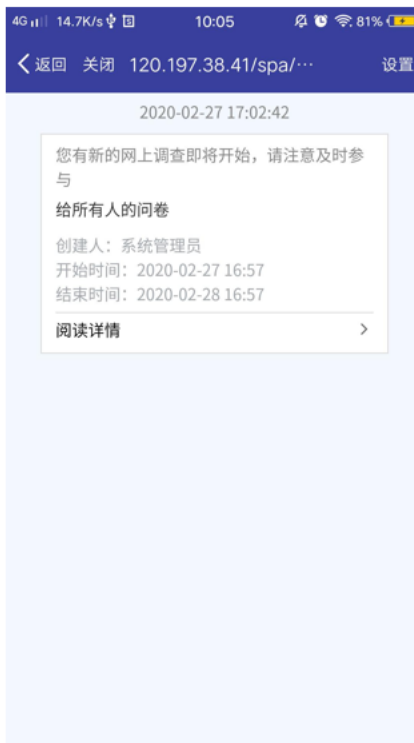 4G 14.7K/s 10:05 81%
返回 关闭 120.197.38.41/spa/··· 设置
2020-02-27 17:02:42
您有新的网上调查即将开始，请注意及时参
与
给所有人的问卷
创建人：系统管理员
开始时间：2020-02-27 16:57
结束时间：2020-02-28 16:57
阅读详情